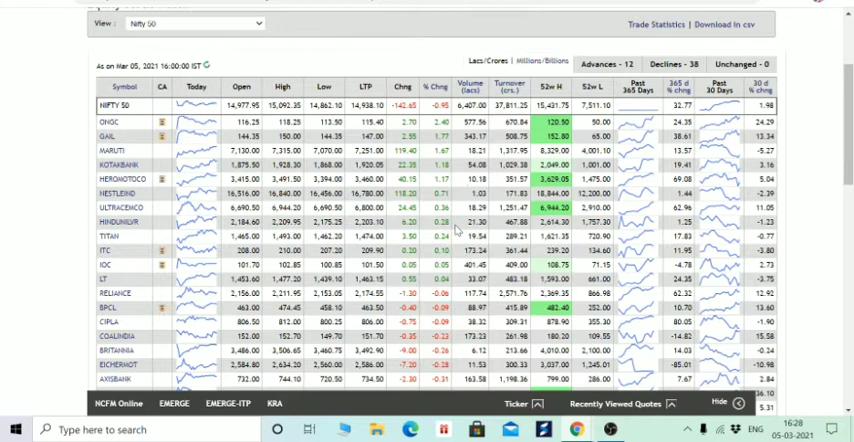 View : Nifty 50
Trade Statistics | Download in csv
Lacs/Crores | Millions/Billions Advances - 12 Declines - 38 Unchanged - 0
As on Mar 05, 2021 16:00:00 IST
Symbol CA Today Open High Low LTP Chng % Chng Volume (lacs) Turnover (crs.) 52w H 52w L Past 365 Days 365 d % chng Past 30 Days 30 d % chng
NIFTY 50 14,977.95 15,092.35 14,862.10 14,938.10 -142.65 -0.95 6,407.00 37,811.25 15,431.75 7,511.10 32.77 1.98
ONGC 116.25 118.25 113.50 115.40 2.70 2.40 577.56 670.84 120.50 50.00 24.35 24.29
GAIL 144.35 150.00 144.35 147.00 2.55 1.77 343.17 508.75 152.80 65.00 38.61 13.34
MARUTI 7,130.00 7,315.00 7,070.00 7,251.00 119.40 1.67 18.21 1,317.95 8,329.00 4,001.10 13.57 -5.27
KOTAKBANK 1,875.50 1,928.30 1,868.00 1,920.05 22.35 1.18 54.08 1,029.38 2,049.00 1,001.00 19.41 3.16
HEROMOTOCO 3,415.00 3,491.50 3,394.00 3,460.00 40.15 1.17 10.18 351.57 3,629.05 1,475.00 69.08 5.04
NESTLEIND 16,516.00 16,840.00 16,456.00 16,780.00 118.20 0.71 1.03 171.83 18,844.00 12,200.00 1.44 -2.39
ULTRACEMCO 6,690.50 6,944.20 6,690.50 6,800.00 24.45 0.36 18.29 1,251.47 6,944.20 2,910.00 62.96 11.05
HINDUNILVR 2,184.60 2,209.95 2,175.25 2,203.10 6.20 0.28 21.30 467.88 2,614.30 1,757.30 1.25 -1.23
TITAN 1,465.00 1,493.00 1,462.20 1,474.00 3.50 0.24 19.54 289.21 1,621.35 720.90 17.83 -0.77
ITC 208.00 210.00 207.20 209.90 0.20 0.10 173.24 361.44 239.20 134.60 11.95 -3.80
IOC 101.70 102.85 100.85 101.50 0.05 0.05 401.45 409.00 108.75 71.15 -4.78 2.73
LT 1,453.60 1,477.20 1,439.10 1,463.15 0.55 0.04 33.07 483.18 1,593.00 661.00 24.35 -3.75
RELIANCE 2,156.00 2,211.95 2,153.05 2,174.55 -1.30 -0.06 117.74 2,571.76 2,369.35 866.98 62.32 12.92
BPCL 463.00 474.45 458.10 463.50 -0.40 -0.09 88.97 415.89 482.40 252.00 10.70 13.60
CIPLA 806.50 812.00 800.25 806.00 -0.75 -0.09 38.32 309.31 878.90 355.30 80.05 -1.90
COALINDIA 152.00 152.70 149.70 151.70 -0.35 -0.23 173.23 261.98 180.20 109.55 -14.82 15.58
BRITANNIA 3,486.00 3,506.65 3,460.75 3,492.90 -9.00 -0.26 6.12 213.66 4,010.00 2,100.00 14.03 -0.24
EICHERMOT 2,584.80 2,634.20 2,560.00 2,586.00 -7.20 -0.28 11.53 300.33 3,037.00 1,245.01 -85.01 -10.98
AXISBANK 732.00 744.10 720.50 734.50 -2.30 -0.31 163.58 1,198.36 799.00 286.00 7.67 2.84
36.10
NCFM Online EMERGE EMERGE-ITP KRA Ticker Recently Viewed Quotes Hide
5.31
Type here to search
ENG
16:28
05-03-2021